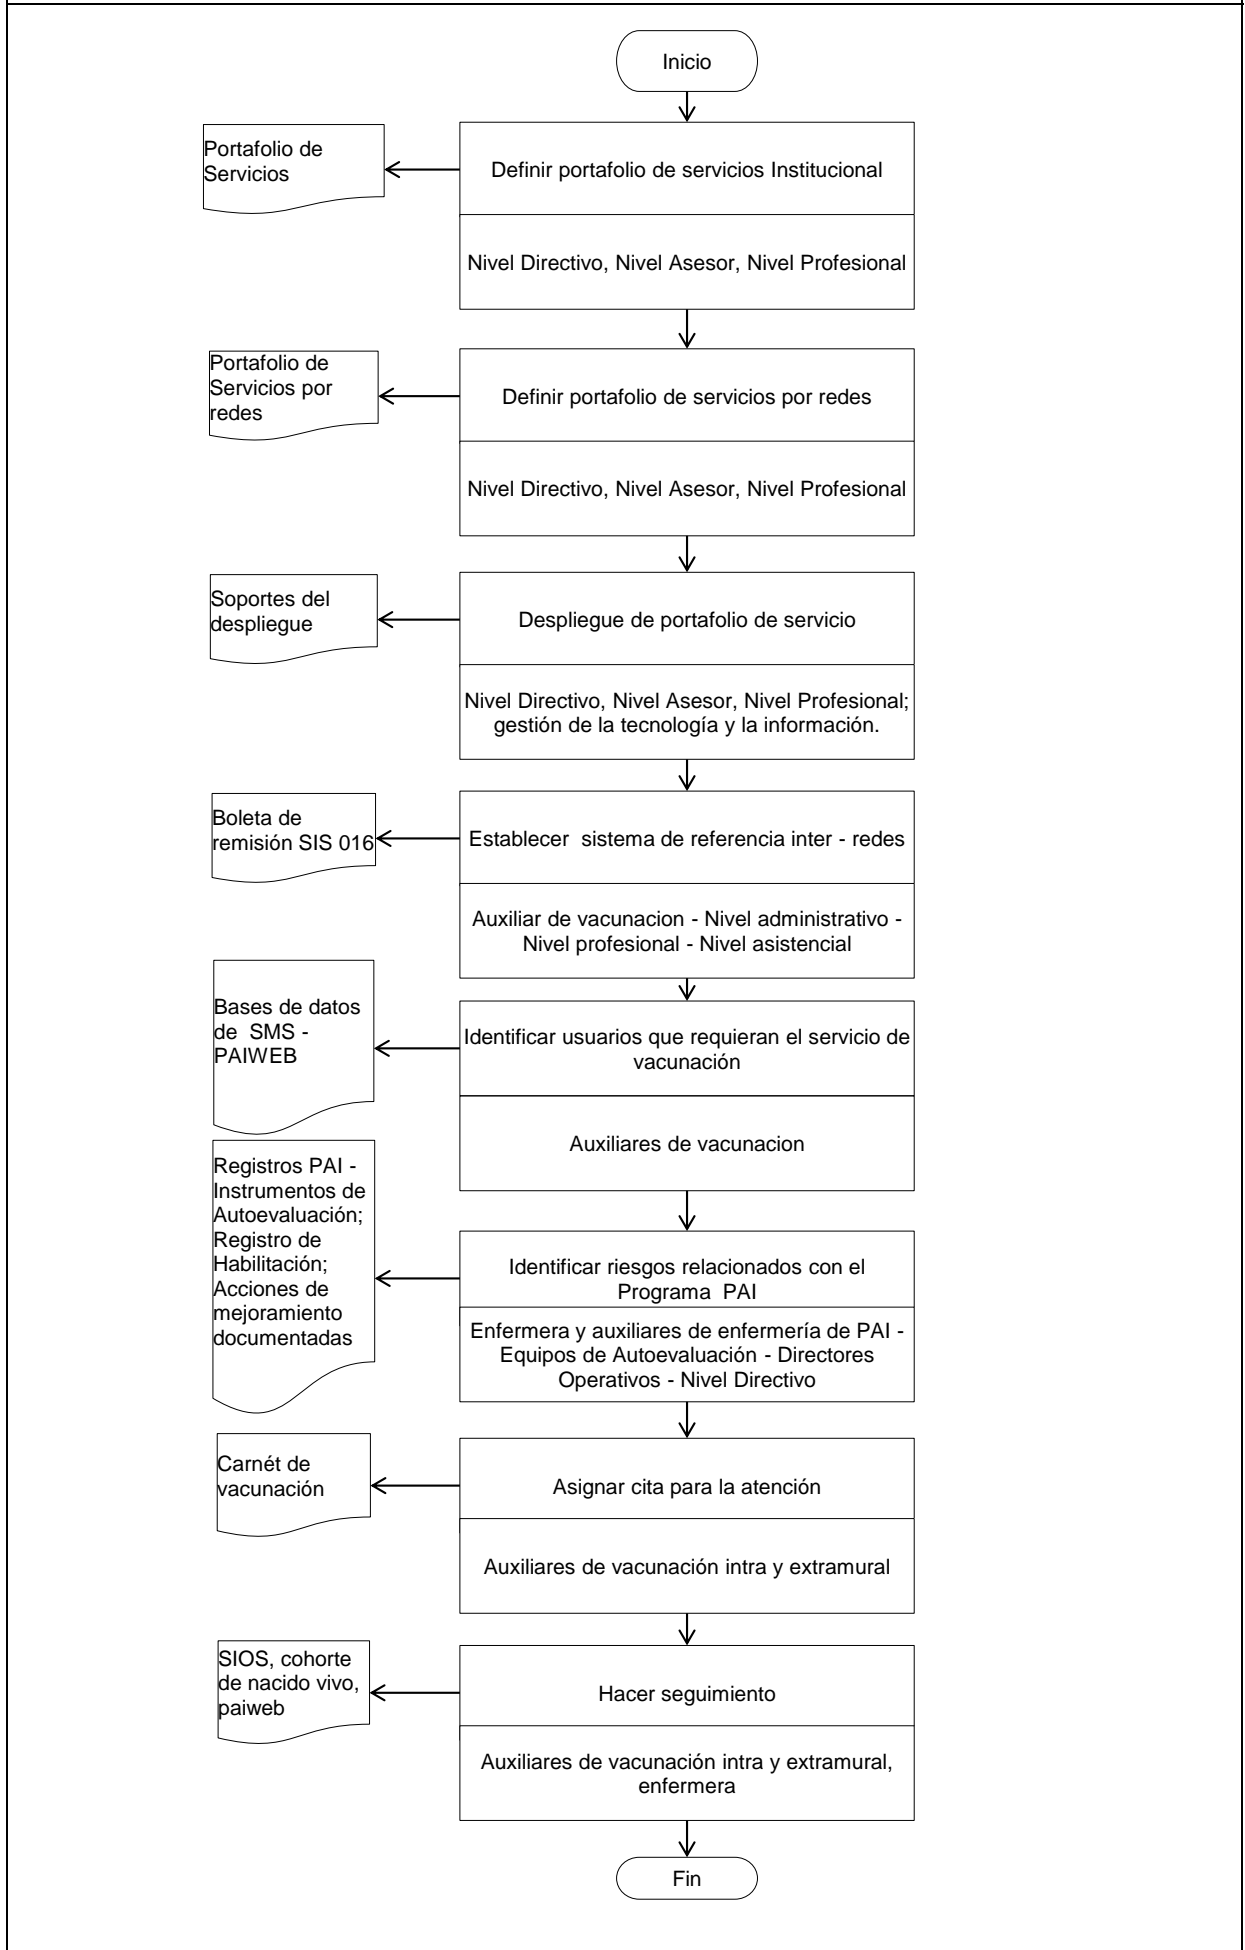 Inicio
Portafolio de
Servicios
Definir portafolio de servicios Institucional
Nivel Directivo, Nivel Asesor, Nivel Profesional
Portafolio de
Servicios por
redes
Definir portafolio de servicios por redes
Nivel Directivo, Nivel Asesor, Nivel Profesional
Soportes del
despliegue
Despliegue de portafolio de servicio
Nivel Directivo, Nivel Asesor, Nivel Profesional;
gestión de la tecnología y la información.
Boleta de
remisión SIS 016
Establecer  sistema de referencia inter - redes
Auxiliar de vacunacion - Nivel administrativo -
Nivel profesional - Nivel asistencial
Bases de datos
de  SMS -
PAIWEB
Identificar usuarios que requieran el servicio de
vacunación
Auxiliares de vacunacion
Registros PAI -
Instrumentos de
Autoevaluación;
Registro de
Habilitación;
Acciones de
mejoramiento
documentadas
Identificar riesgos relacionados con el
Programa  PAI
Enfermera y auxiliares de enfermería de PAI -
Equipos de Autoevaluación - Directores
Operativos - Nivel Directivo
Carnét de
vacunación
Asignar cita para la atención
Auxiliares de vacunación intra y extramural
SIOS, cohorte
de nacido vivo,
paiweb
Hacer seguimiento
Auxiliares de vacunación intra y extramural,
enfermera
Fin